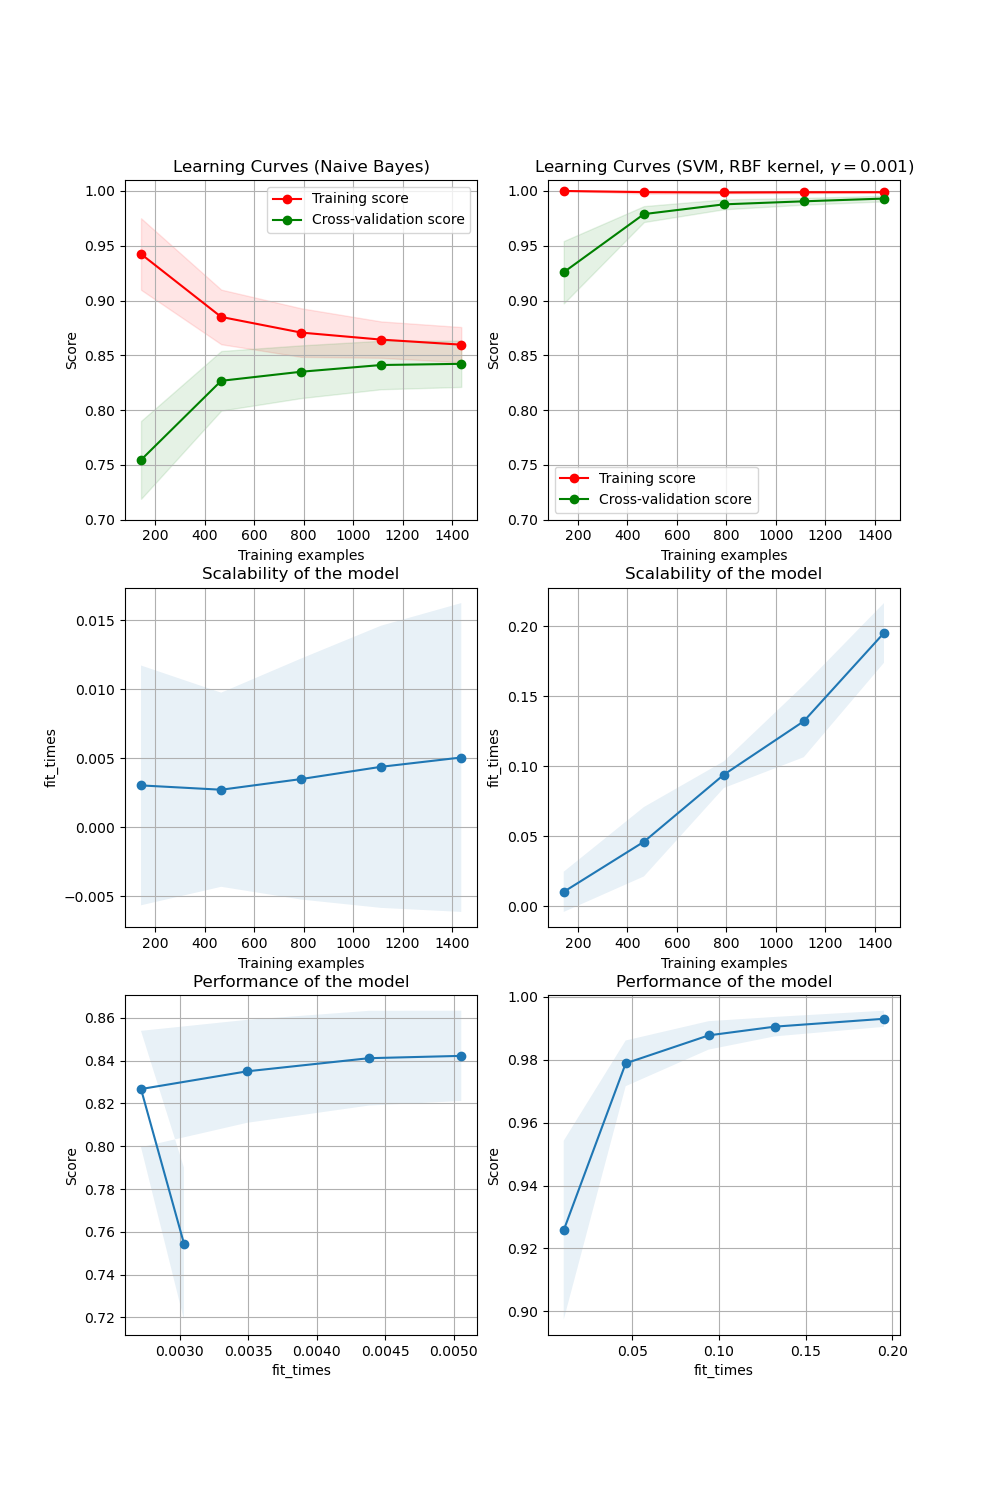 Learning Curves (Naive Bayes)
1.00
0.95
0.90
0.85
0.80
0.75
0.70
Score
Training score
Cross-validation score
200 400 600 800 1000 1200 1400
Training examples
Learning Curves (SVM, RBF kernel, γ = 0.001)
1.00
0.95
0.90
0.85
0.80
0.75
0.70
Score
Training score
Cross-validation score
200 400 600 800 1000 1200 1400
Training examples
Scalability of the model
0.015
0.010
0.005
0.000
−0.005
fit_times
200 400 600 800 1000 1200 1400
Training examples
Scalability of the model
0.20
0.15
0.10
0.05
0.00
fit_times
200 400 600 800 1000 1200 1400
Training examples
Performance of the model
0.86
0.84
0.82
0.80
0.78
0.76
0.74
0.72
Score
0.0030 0.0035 0.0040 0.0045 0.0050
fit_times
Performance of the model
1.00
0.98
0.96
0.94
0.92
0.90
Score
0.05 0.10 0.15 0.20
fit_times